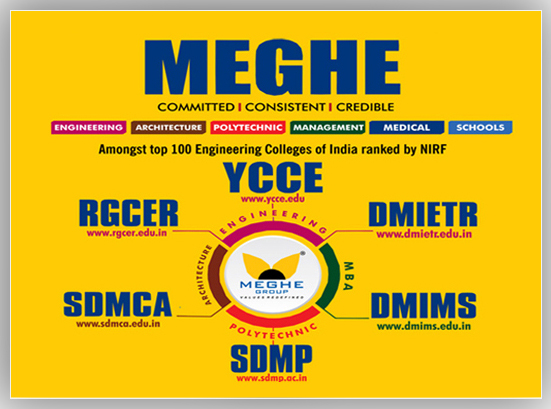 MEGHE
COMMITTED I CONSISTENT I CREDIBLE
ENGINEERING ARCHITECTURE POLYTECHNIC MANAGEMENT MEDICAL SCHOOLS
Amongst top 100 Engineering Colleges of India ranked by NIRF
YCCE
www.ycce.edu
RGCER
www.rgcer.edu.in
DMIETR
www.dmietr.edu.in
ENGINEERING
ARCHITECTURE
MBA
MEGHE
GROUP
VALUES REDEFINED
®
SDMCA
www.sdmca.edu.in
DMIMS
www.dmims.edu.in
POLYTECHNIC
SDMP
www.sdmp.ac.in